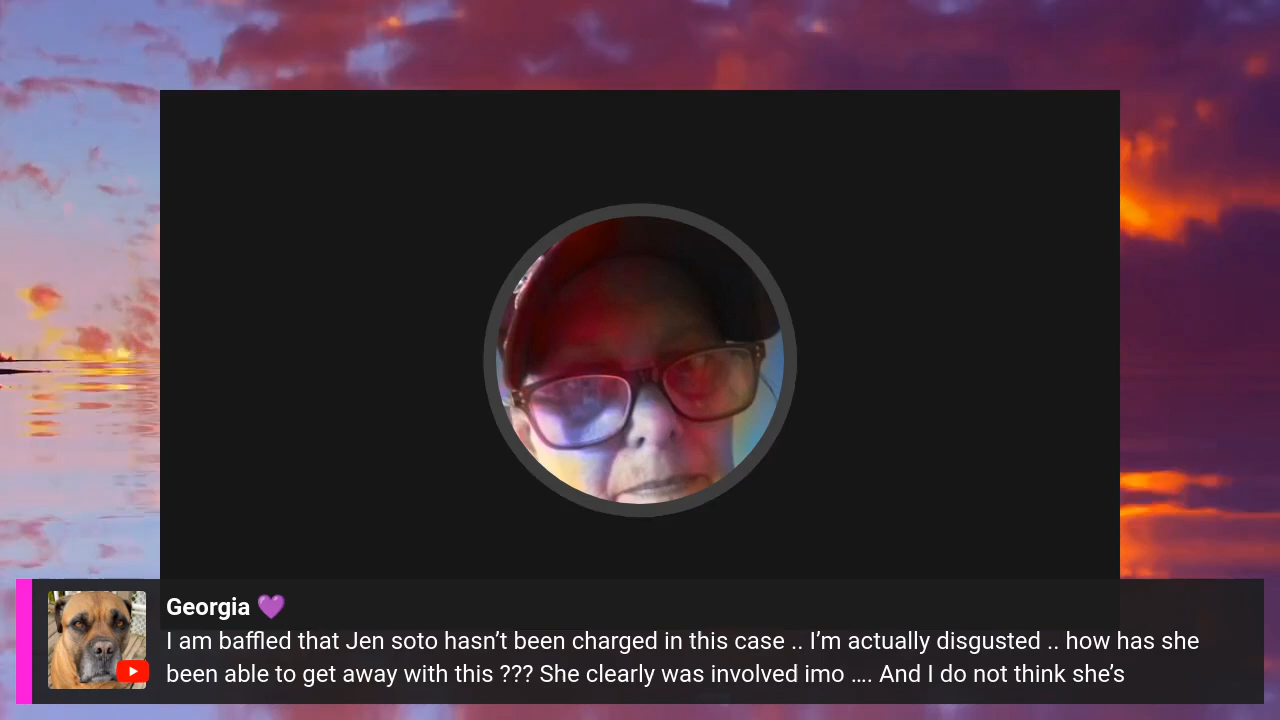 Georgia 💜
I am baffled that Jen soto hasn’t been charged in this case .. I’m actually disgusted .. how has she
been able to get away with this ??? She clearly was involved imo .... And I do not think she’s